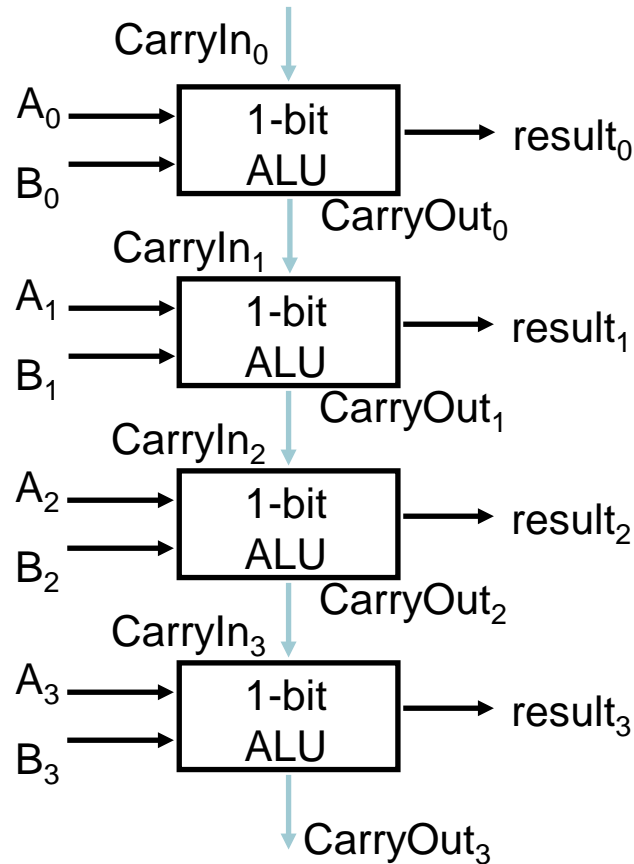 CarryIn₀
A₀
B₀
1-bit
ALU
result₀
CarryOut₀
CarryIn₁
A₁
B₁
1-bit
ALU
result₁
CarryOut₁
CarryIn₂
A₂
B₂
1-bit
ALU
result₂
CarryOut₂
CarryIn₃
A₃
B₃
1-bit
ALU
result₃
CarryOut₃